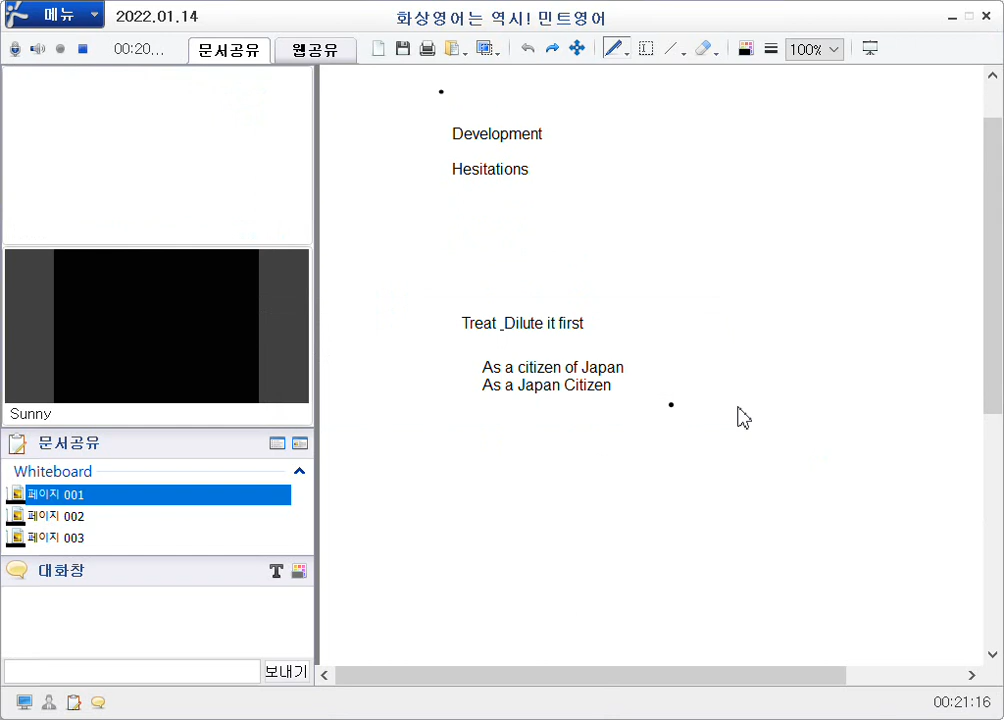 메뉴 2022.01.14 화상영어는 역시! 민트영어
00:20... 문서공유 웹공유 100%
Development
Hesitations
Treat _Dilute it first
As a citizen of Japan
As a Japan Citizen
Sunny
문서공유
Whiteboard
페이지 001
페이지 002
페이지 003
대화창
보내기
00:21:16